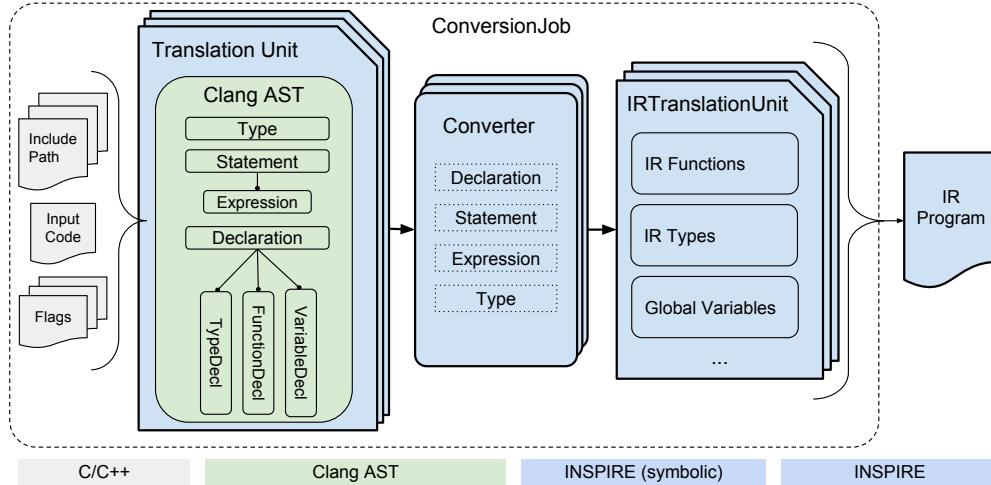 ConversionJob
Include
Path
Input
Code
Flags
Translation Unit
Clang AST
Type
Statement
Expression
Declaration
TypeDecl
FunctionDecl
VariableDecl
Converter
Declaration
Statement
Expression
Type
IRTranslationUnit
IR Functions
IR Types
Global Variables
...
IR
Program
C/C++
Clang AST
INSPIRE (symbolic)
INSPIRE